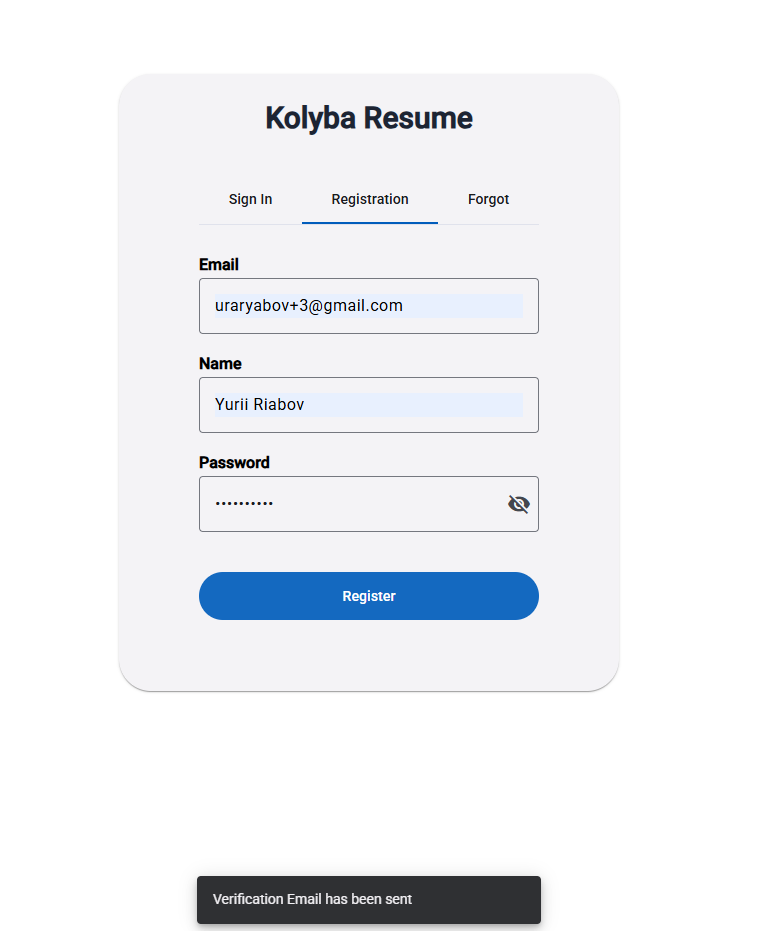 Kolyba Resume
Sign In Registration Forgot
Email
uraryabov+3@gmail.com
Name
Yurii Riabov
Password
••••••••••
Register
Verification Email has been sent